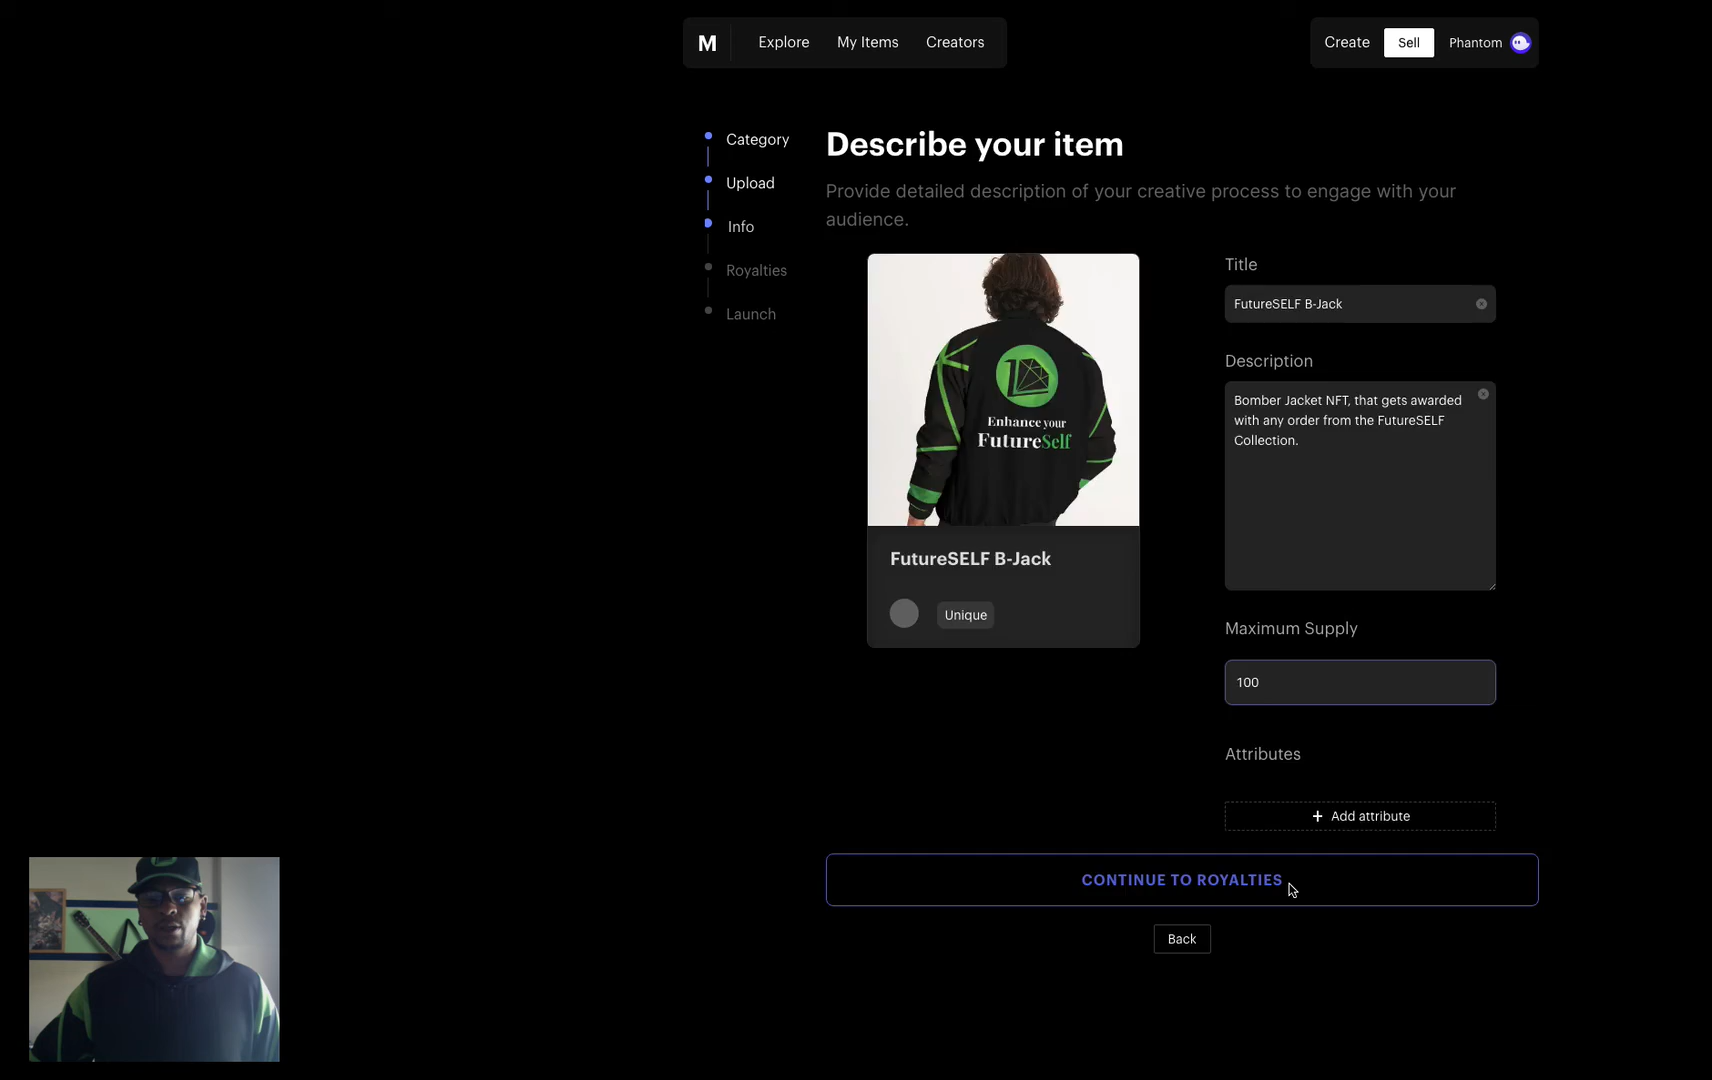 M
Explore
My Items
Creators
Create
Sell
Phantom
Category
Upload
Info
Royalties
Launch
Describe your item
Provide detailed description of your creative process to engage with your
audience.
Enhance your
FutureSelf
FutureSELF B-Jack
Unique
Title
FutureSELF B-Jack
Description
Bomber Jacket NFT, that gets awarded
with any order from the FutureSELF
Collection.
Maximum Supply
100
Attributes
+ Add attribute
CONTINUE TO ROYALTIES
Back